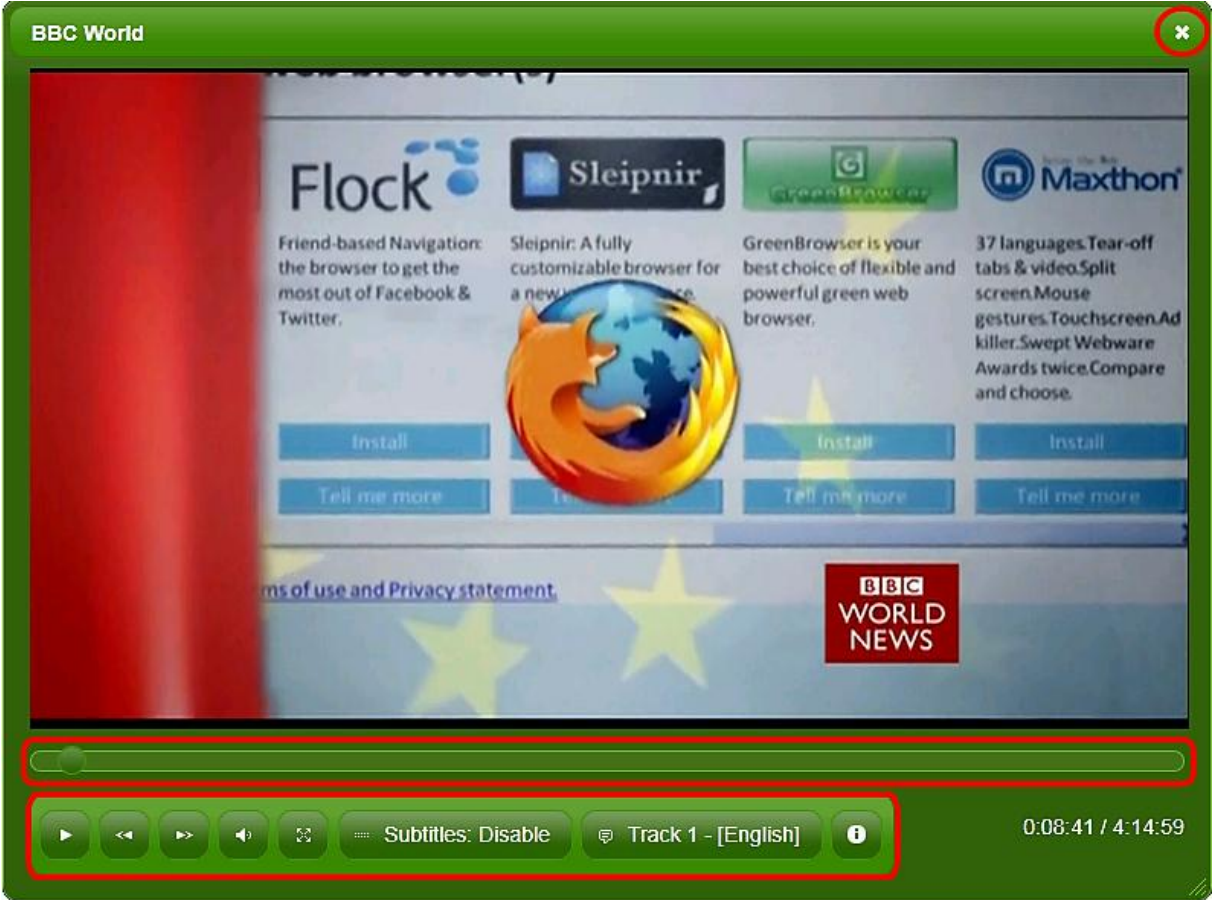 BBC World
web browser(s)
Flock
Sleipnir
GreenBrowser
Maxthon
Friend-based Navigation:
the browser to get the
most out of Facebook &
Twitter.
Sleipnir: A fully
customizable browser for
a new
GreenBrowser is your
best choice of flexible and
powerful green web
browser.
37 languages.Tear-off
tabs & video.Split
screen.Mouse
gestures.Touchscreen.Ad
killer.Swept Webware
Awards twice.Compare
and choose.
Install
Install
Install
Tell me more
Tell me more
Tell me more
ms of use and Privacy statement.
BBC
WORLD
NEWS
Subtitles: Disable
Track 1 - [English]
0:08:41 / 4:14:59